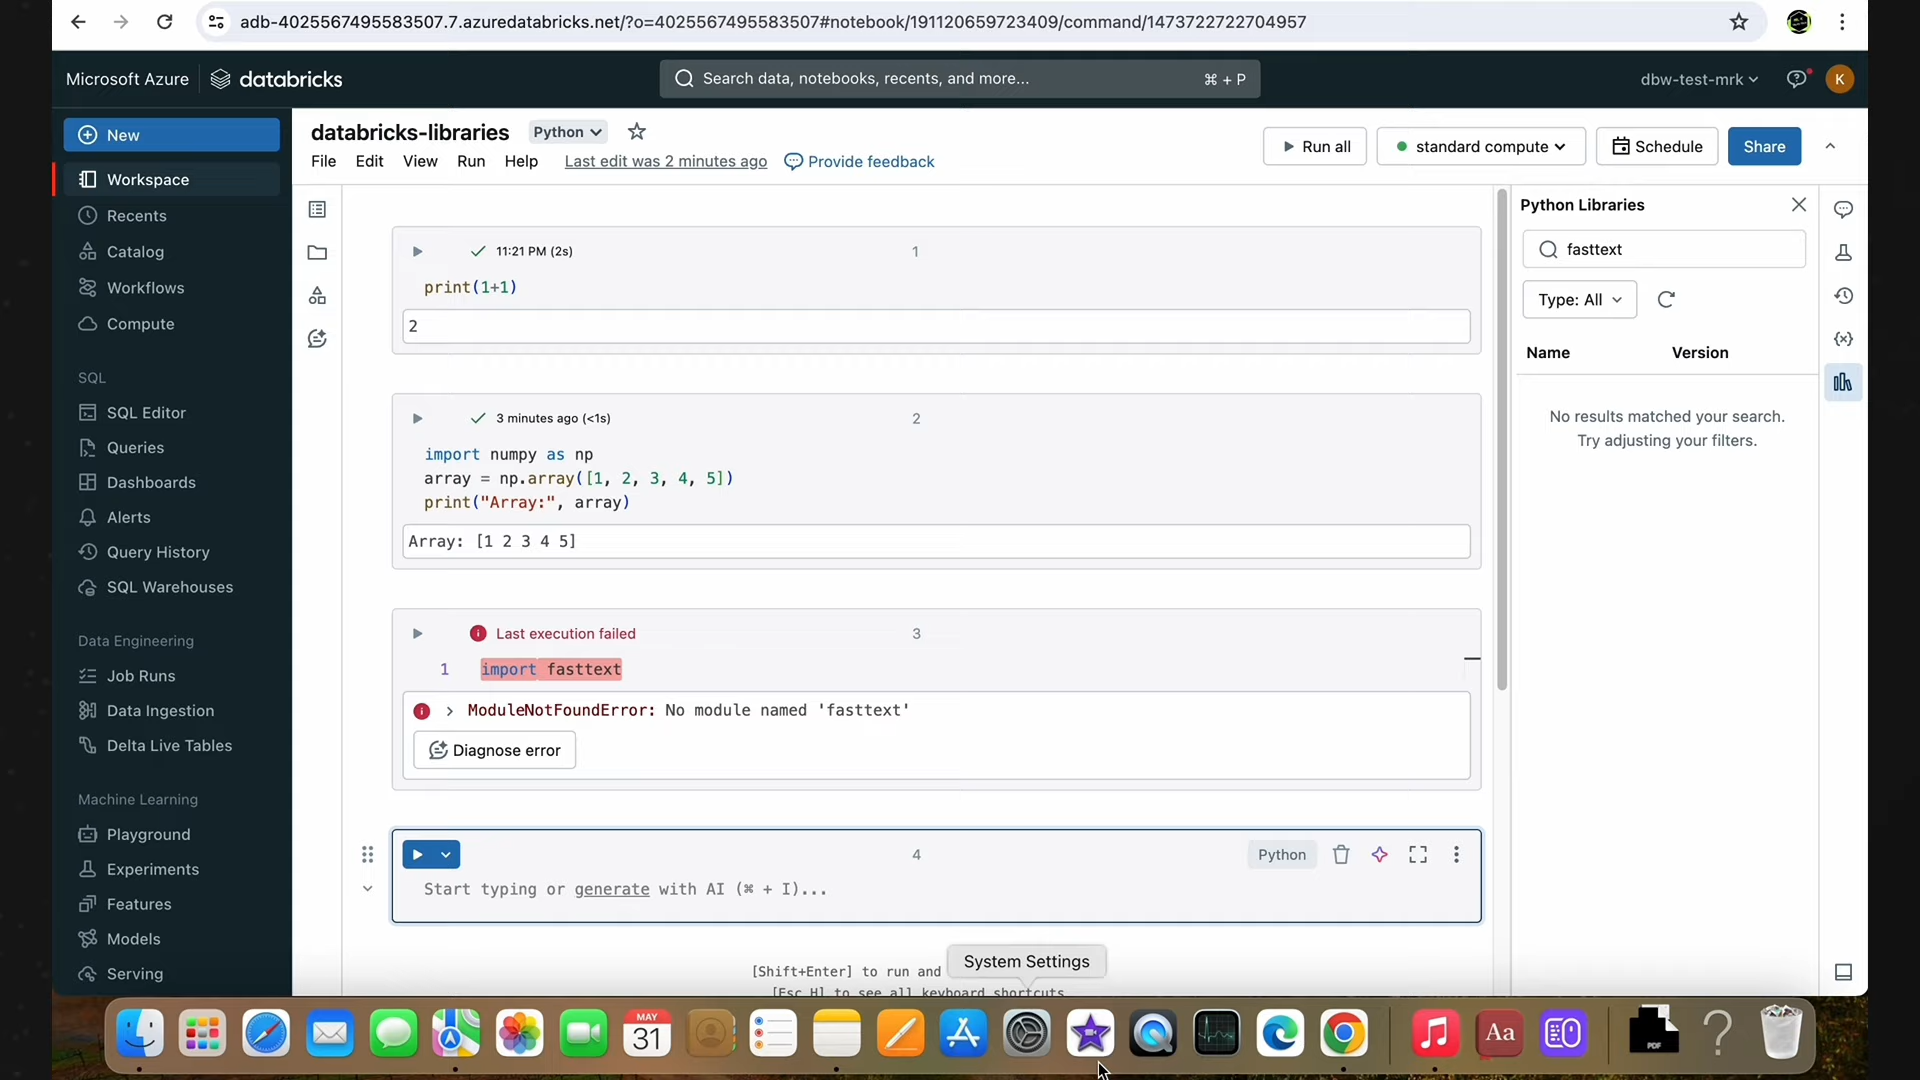 adb-4025567495583507.7.azuredatabricks.net/?o=4025567495583507#notebook/191120659723409/command/1473722722704957
Microsoft Azure databricks
Search data, notebooks, recents, and more... ⌘ + P
dbw-test-mrk
K
New
Workspace
Recents
Catalog
Workflows
Compute
SQL
SQL Editor
Queries
Dashboards
Alerts
Query History
SQL Warehouses
Data Engineering
Job Runs
Data Ingestion
Delta Live Tables
Machine Learning
Playground
Experiments
Features
Models
Serving
databricks-libraries Python
File Edit View Run Help Last edit was 2 minutes ago Provide feedback
Run all standard compute Schedule Share
11:21 PM (2s) 1
print(1+1)
2
3 minutes ago (<1s) 2
import numpy as np
array = np.array([1, 2, 3, 4, 5])
print("Array:", array)
Array: [1 2 3 4 5]
Last execution failed 3
1 import fasttext
ModuleNotFoundError: No module named 'fasttext'
Diagnose error
4 Python
Start typing or generate with AI (⌘ + I)...
[Shift+Enter] to run and
[Esc H] to see all keyboard shortcuts
System Settings
Python Libraries
fasttext
Type: All
Name Version
No results matched your search.
Try adjusting your filters.
MAY
31
Aa
PDF